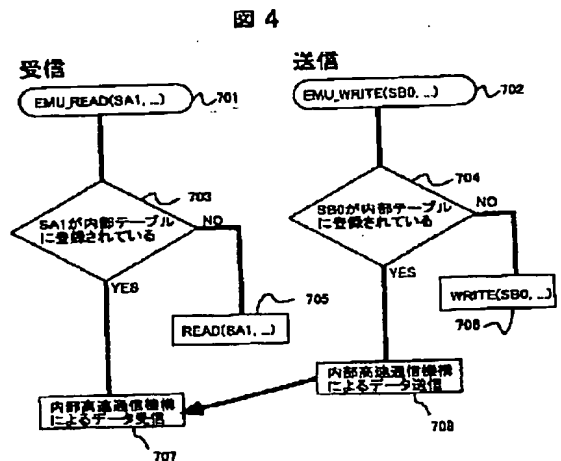 図 4
受信
送信
EMU_READ(SA1, ...)
701
EMU_WRITE(SB0, ...)
702
703
704
SA1が内部テーブル
に登録されている
NO
SB0が内部テーブル
に登録されている
NO
YES
YES
705
READ(SA1, ...)
WRITE(SB0, ...)
706
内部高速通信機構
によるデータ送信
708
内部高速通信機構
によるデータ受信
707